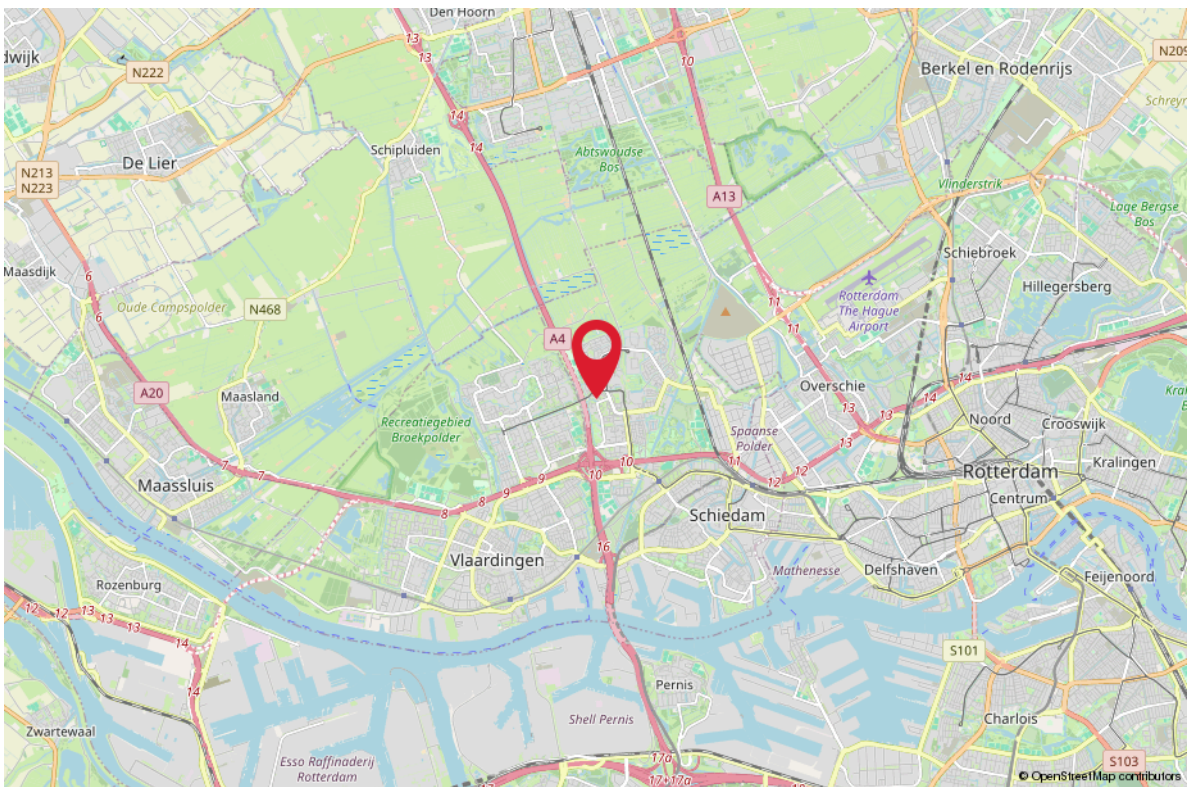 Den Hoorn
13
13
10
N209
dwijk
N222
Berkel en Rodenrijs
14
14
De Lier
Schipluiden
Abtswoudse
Bos
N213
N223
A13
Vlinderstrik
Lage Bergse
Bos
Schiebroek
Maasdijk
6
6
Oude Campspolder
N468
Hillegersberg
Rotterdam
The Hague
Airport
11
11
A4
A20
Maasland
Overschie
14
14
13
13
13
Recreatiegebied
Broekpolder
Spaanse
Polder
Noord
Crooswijk
7
7
10
10
11
12
12
Rotterdam
Kralingen
Centrum
Maassluis
8
8
9
9
Schiedam
16
Vlaardingen
Mathenesse
Delfshaven
Feijenoord
Rozenburg
12
12
13
13
14
14
S101
Pernis
Shell Pernis
Charlois
Zwartewaal
Esso Raffinaderij
Rotterdam
17a
17+17a
S103
© OpenStreetMap contributors